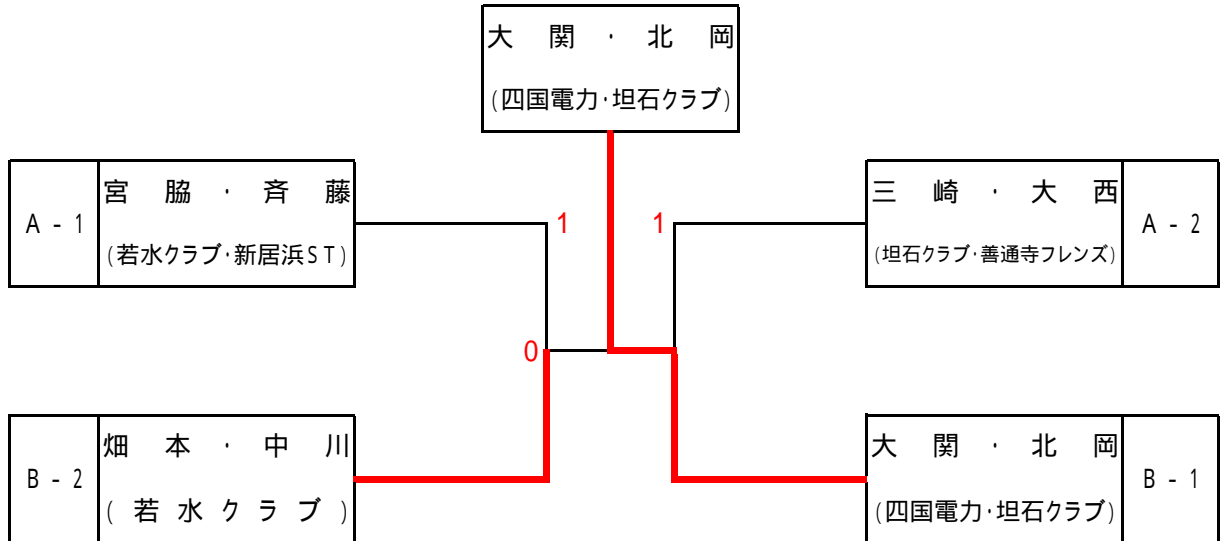 大関・北岡
(四国電力・坦石クラブ)
A-1
宮脇・斉藤
(若水クラブ・新居浜ST)
1
1
三崎・大西
(坦石クラブ・善通寺フレンズ)
A-2
0
B-2
畑本・中川
(若水クラブ)
大関・北岡
(四国電力・坦石クラブ)
B-1